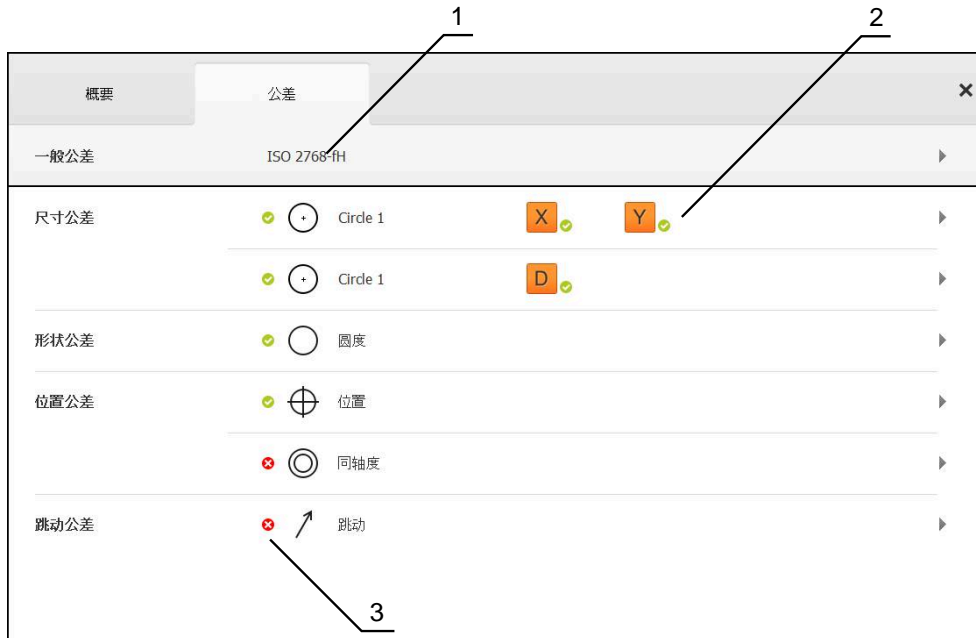 1
2
概要
公差
一般公差
ISO 2768-fH
尺寸公差
Circle 1
X
Y
Circle 1
D
形状公差
圆度
位置公差
位置
同轴度
跳动公差
跳动
3